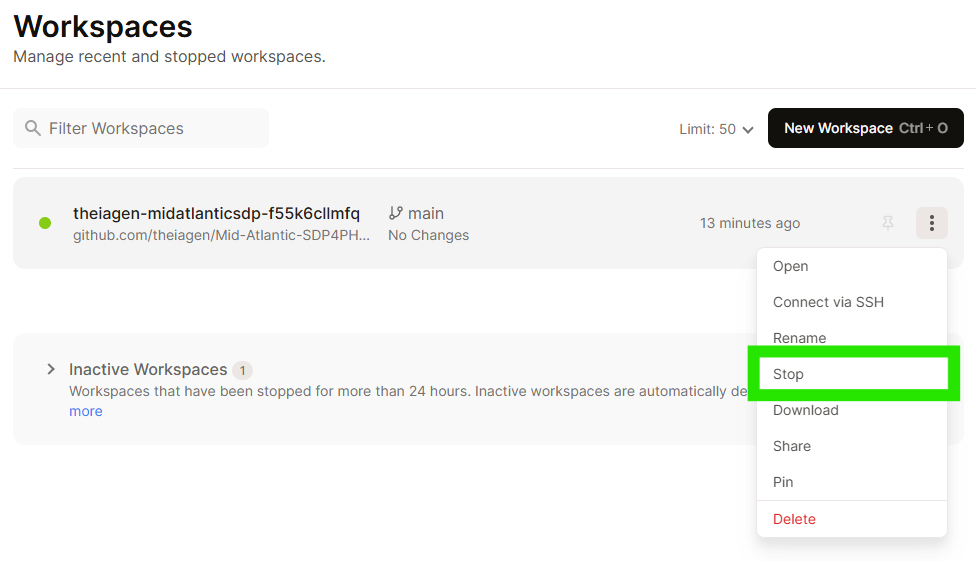 Workspaces
Manage recent and stopped workspaces.
Filter Workspaces
Limit: 50
New Workspace Ctrl + O
theiagen-midatlanticsdp-f55k6cllmfq
main
13 minutes ago
github.com/theiagen/Mid-Atlantic-SDP4PH...
No Changes
Open
Connect via SSH
Rename
Stop
Download
Share
Pin
Delete
Inactive Workspaces 1
Workspaces that have been stopped for more than 24 hours. Inactive workspaces are automatically de
more